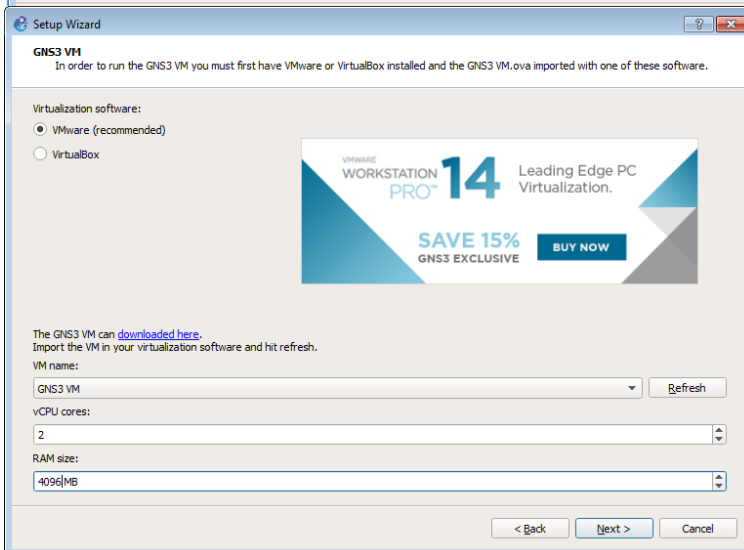 Setup Wizard
GNS3 VM
In order to run the GNS3 VM you must first have VMware or VirtualBox installed and the GNS3 VM.ova imported with one of these software.
Virtualization software:
VMware (recommended)
VirtualBox
VMWARE
WORKSTATION
PRO™
14
Leading Edge PC
Virtualization.
SAVE 15%
GNS3 EXCLUSIVE
BUY NOW
The GNS3 VM can downloaded here.
Import the VM in your virtualization software and hit refresh.
VM name:
GNS3 VM
Refresh
vCPU cores:
2
RAM size:
4096 MB
< Back
Next >
Cancel